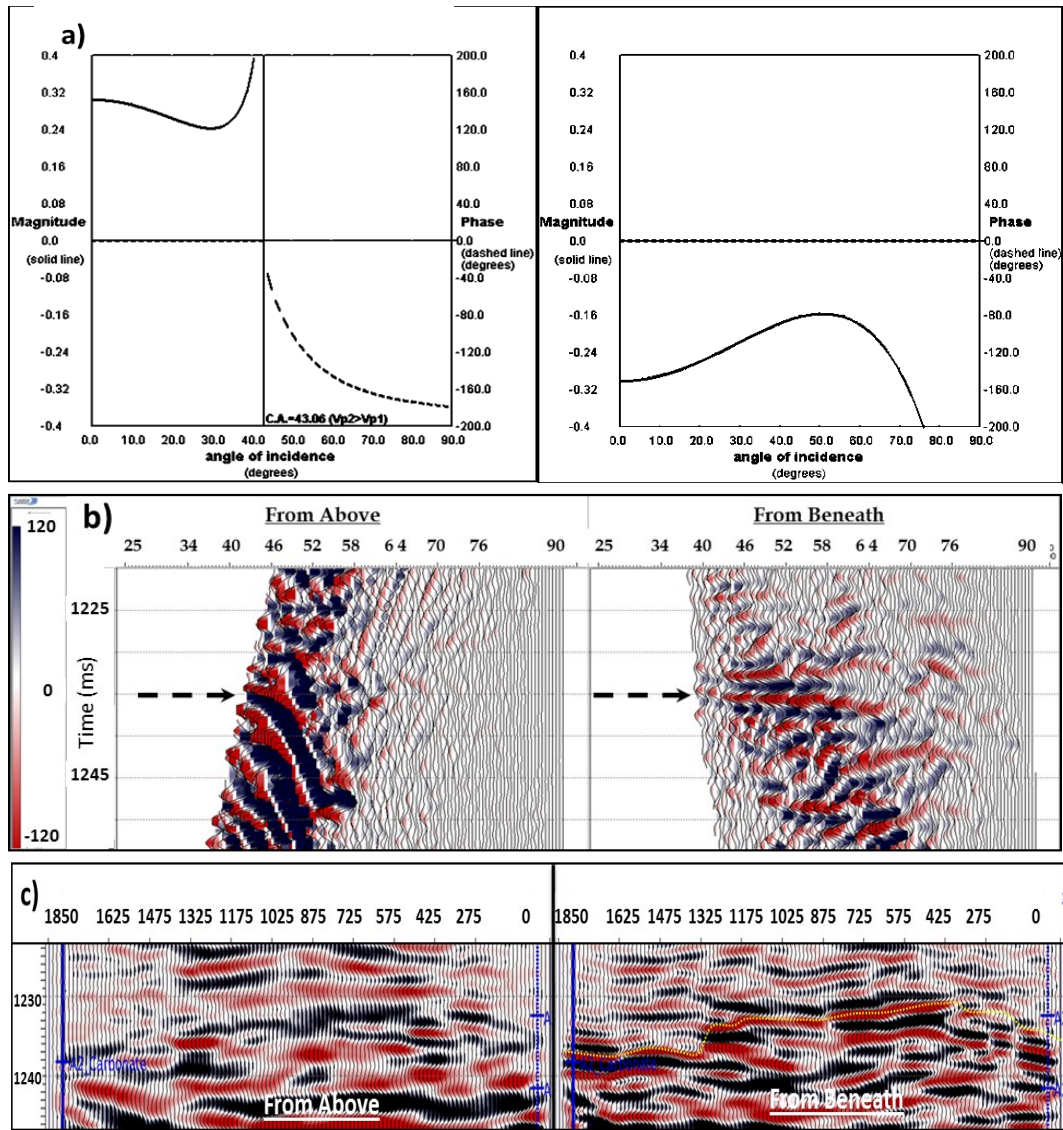 a)
0.4
0.32
0.24
0.16
0.08
Magnitude
0.0
(solid line)
-0.08
-0.16
-0.24
-0.32
-0.4
200.0
160.0
120.0
80.0
40.0
Phase
0.0
(dashed line)
(degrees)
-40.0
-80.0
-120.0
-160.0
-200.0
C.A.=43.06 (Vp2>Vp1)
0.0 10.0 20.0 30.0 40.0 50.0 60.0 70.0 80.0 90.0
angle of incidence
(degrees)
0.4
0.32
0.24
0.16
0.08
Magnitude
0.0
(solid line)
-0.08
-0.16
-0.24
-0.32
-0.4
200.0
160.0
120.0
80.0
40.0
Phase
0.0
(dashed line)
(degrees)
-40.0
-80.0
-120.0
-160.0
-200.0
0.0 10.0 20.0 30.0 40.0 50.0 60.0 70.0 80.0 90.0
angle of incidence
(degrees)
b)
120
0
-120
From Above
25 34 40 46 52 58 6 4 70 76 90
From Beneath
25 34 40 46 52 58 6 4 70 76 90
Time (ms)
1225
1245
c)
1850 1625 1475 1325 1175 1025 875 725 575 425 275 0
1850 1625 1475 1325 1175 1025 875 725 575 425 275 0
1230
1240
A2_Carbonate
A
A
From Above
A
A
From Beneath